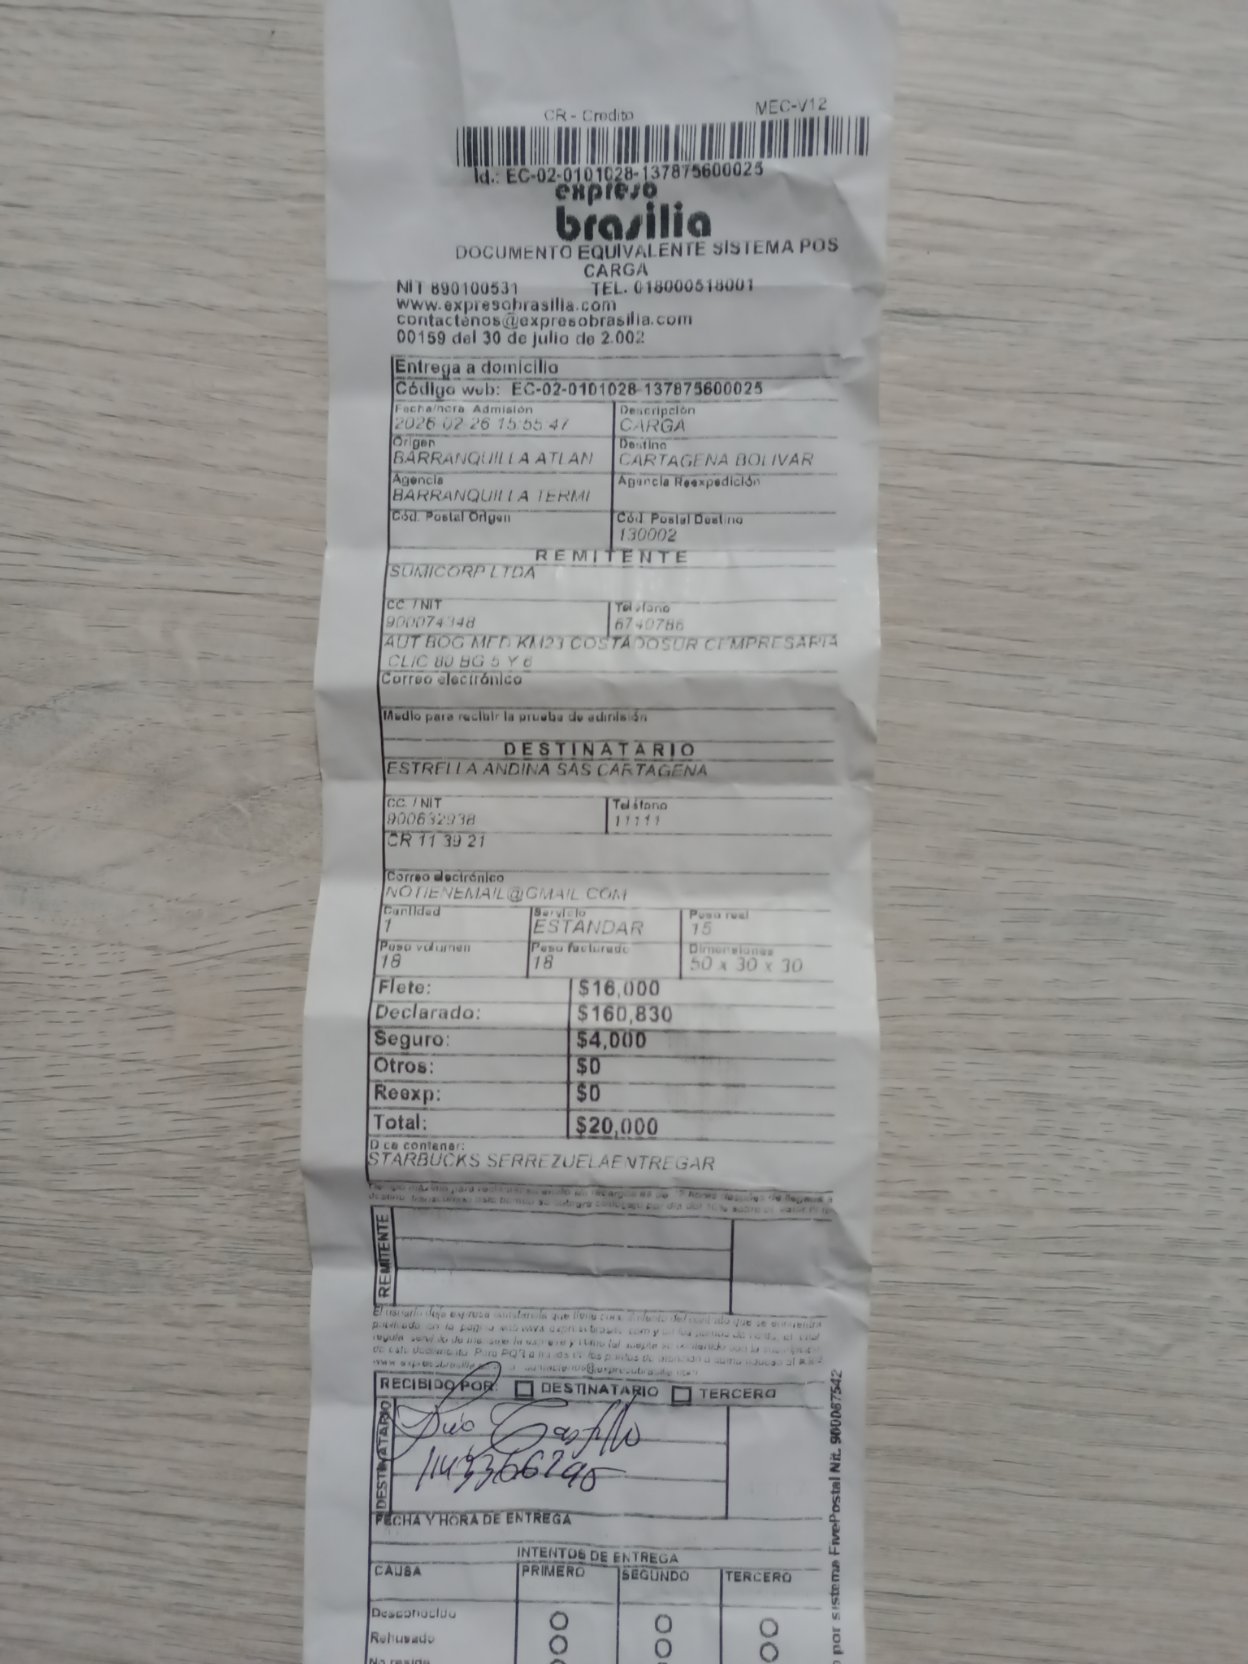 CR - Credito MEC-V12
Id.: EC-02-0101028-137875600025
expreso
brasilia
DOCUMENTO EQUIVALENTE SISTEMA POS
CARGA
NIT 890100531 TEL. 018000518001
www.expresobrasilia.com
contactenos@expresobrasilia.com
00159 del 30 de julio de 2.002
Entrega a domicilio
Código web: EC-02-0101028-137875600025
Fecha/hora Admisión Descripción
2026 02 26 15:55:47 CARGA
Origen Destino
BARRANQUILLA ATLAN CARTAGENA BOLIVAR
Agencia Agencia Reexpedición
BARRANQUILLA TERMI
Cód. Postal Origen Cód. Postal Destino
130002
REMITENTE
SUMICORP LTDA
CC. / NIT Teléfono
900074348 6740786
AUT BOG MED KM23 COSTADOSUR CEMPRESARIA
CLIC 80 BG 5 Y 6
Correo electrónico
Medio para recibir la prueba de admisión
DESTINATARIO
ESTRELLA ANDINA SAS CARTAGENA
CC. / NIT Teléfono
900632938 11111
CR 11 39 21
Correo electrónico
NOTIENEMAIL@GMAIL.COM
Cantidad Servicio Peso real
1 ESTANDAR 15
Peso volumen Peso facturado Dimensiones
18 18 50 x 30 x 30
Flete: $16,000
Declarado: $160,830
Seguro: $4,000
Otros: $0
Reexp: $0
Total: $20,000
Dice contener:
STARBUCKS SERREZUELAENTREGAR
REMITENTE
RECIBIDO POR: DESTINATARIO TERCERO
DESTINATARIO
Castillo
1143366290
FECHA Y HORA DE ENTREGA
INTENTOS DE ENTREGA
CAUSA PRIMERO SEGUNDO TERCERO
Desconocido
Rehusado
No reside
por sistema FivePostal Nit. 900087542